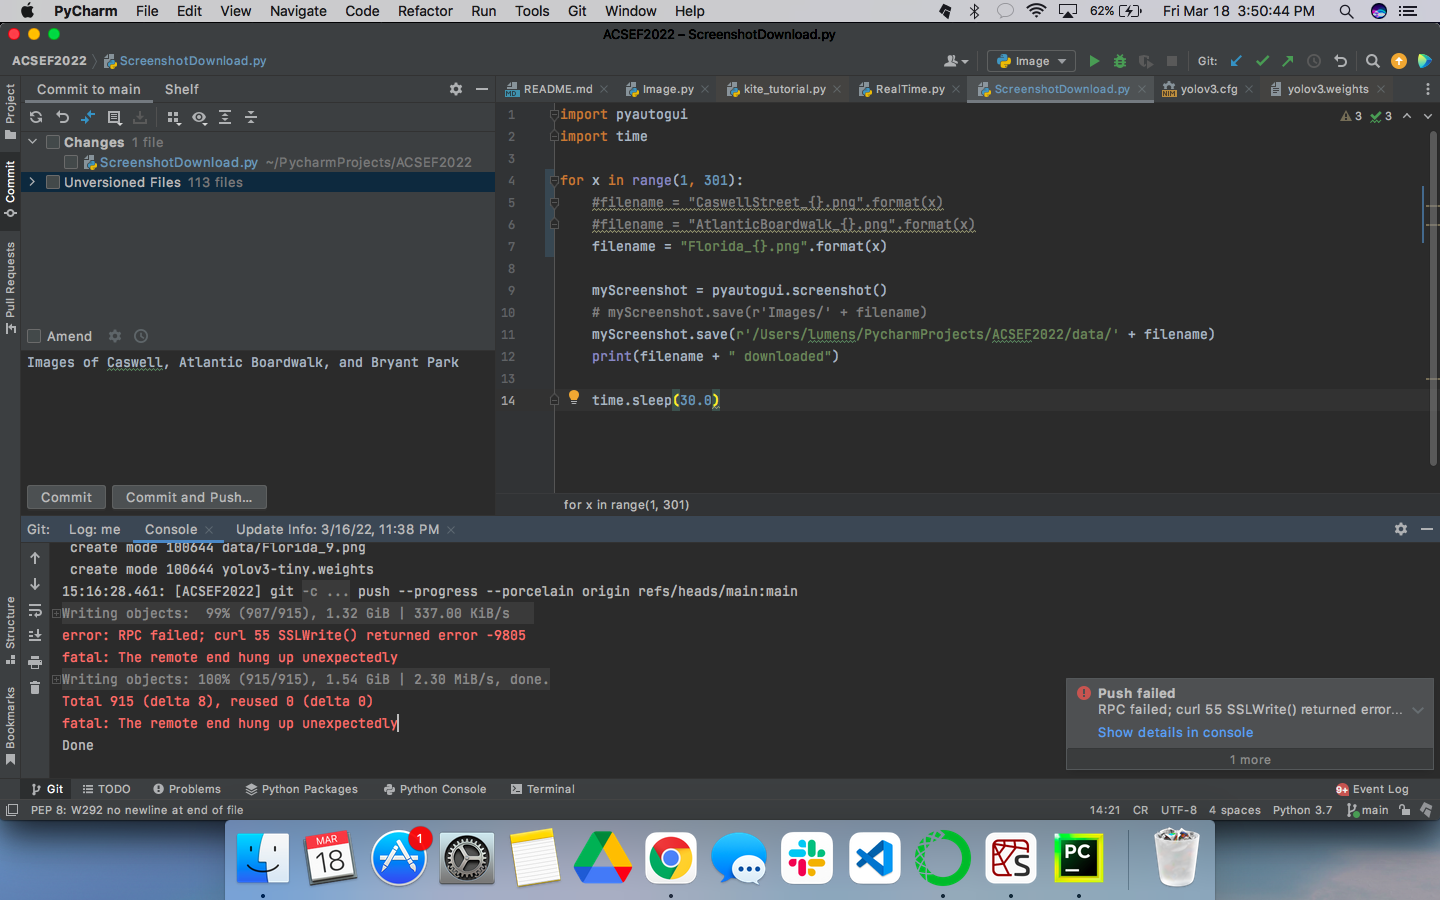 PyCharm File Edit View Navigate Code Refactor Run Tools Git Window Help 62% Fri Mar 18 3:50:44 PM
ACSEF2022 – ScreenshotDownload.py
ACSEF2022 ScreenshotDownload.py Image Git:
Project
Commit
Pull Requests
Structure
Bookmarks
Commit to main Shelf
README.md Image.py kite_tutorial.py RealTime.py ScreenshotDownload.py yolov3.cfg yolov3.weights
Changes 1 file
ScreenshotDownload.py ~/PycharmProjects/ACSEF2022
Unversioned Files 113 files
Amend
Images of Caswell, Atlantic Boardwalk, and Bryant Park
Commit Commit and Push...
3 3
1 import pyautogui
2 import time
3
4 for x in range(1, 301):
5 #filename = "CaswellStreet_{}.png".format(x)
6 #filename = "AtlanticBoardwalk_{}.png".format(x)
7 filename = "Florida_{}.png".format(x)
8
9 myScreenshot = pyautogui.screenshot()
10 # myScreenshot.save(r'Images/' + filename)
11 myScreenshot.save(r'/Users/lumens/PycharmProjects/ACSEF2022/data/' + filename)
12 print(filename + " downloaded")
13
14 time.sleep(30.0)
for x in range(1, 301)
Git: Log: me Console Update Info: 3/16/22, 11:38 PM
create mode 100644 data/Florida_9.png
create mode 100644 yolov3-tiny.weights
15:16:28.461: [ACSEF2022] git -c ... push --progress --porcelain origin refs/heads/main:main
Writing objects:  99% (907/915), 1.32 GiB | 337.00 KiB/s
error: RPC failed; curl 55 SSLWrite() returned error -9805
fatal: The remote end hung up unexpectedly
Writing objects: 100% (915/915), 1.54 GiB | 2.30 MiB/s, done.
Total 915 (delta 8), reused 0 (delta 0)
fatal: The remote end hung up unexpectedly
Done
Push failed
RPC failed; curl 55 SSLWrite() returned error...
Show details in console
1 more
Git TODO Problems Python Packages Python Console Terminal 9+ Event Log
PEP 8: W292 no newline at end of file 14:21 CR UTF-8 4 spaces Python 3.7 main
MAR
18
1
PC